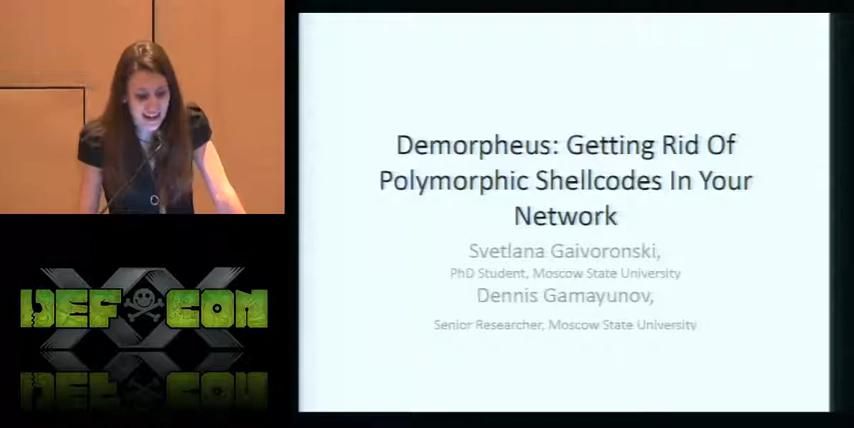 Demorpheus: Getting Rid Of
Polymorphic Shellcodes In Your
Network
Svetlana Gaivoronski,
PhD Student, Moscow State University
Dennis Gamayunov,
Senior Researcher, Moscow State University
DEF CON
XX